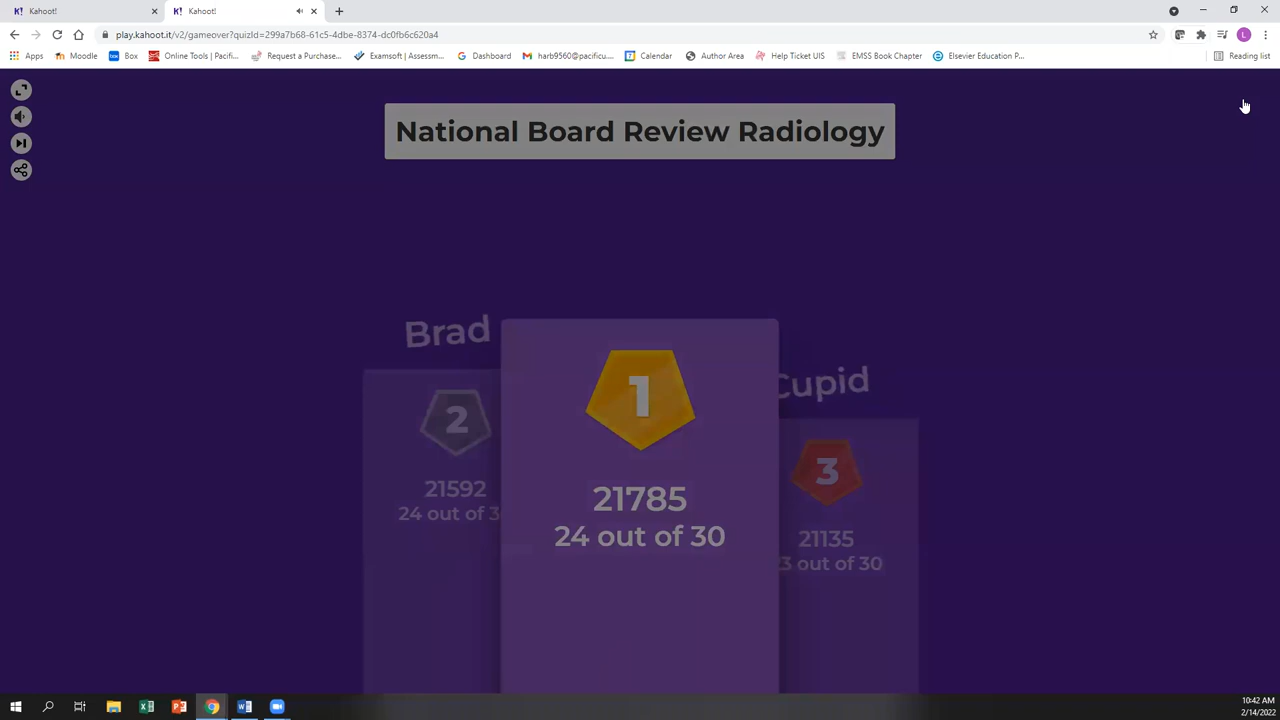 K! Kahoot!
K! Kahoot!
play.kahoot.it/v2/gameover?quizId=299a7b68-61c5-4dbe-8374-dc0fb6c620a4
L
Apps Moodle box Box Online Tools | Pacifi... Request a Purchase... Examsoft | Assessm... Dashboard harb9560@pacificu.... Calendar Author Area Help Ticket UIS EMSS Book Chapter Elsevier Education P... Reading list
National Board Review Radiology
Brad
2
21592
24 out of 3
1
21785
24 out of 30
Cupid
3
21135
3 out of 30
10:42 AM
2/14/2022